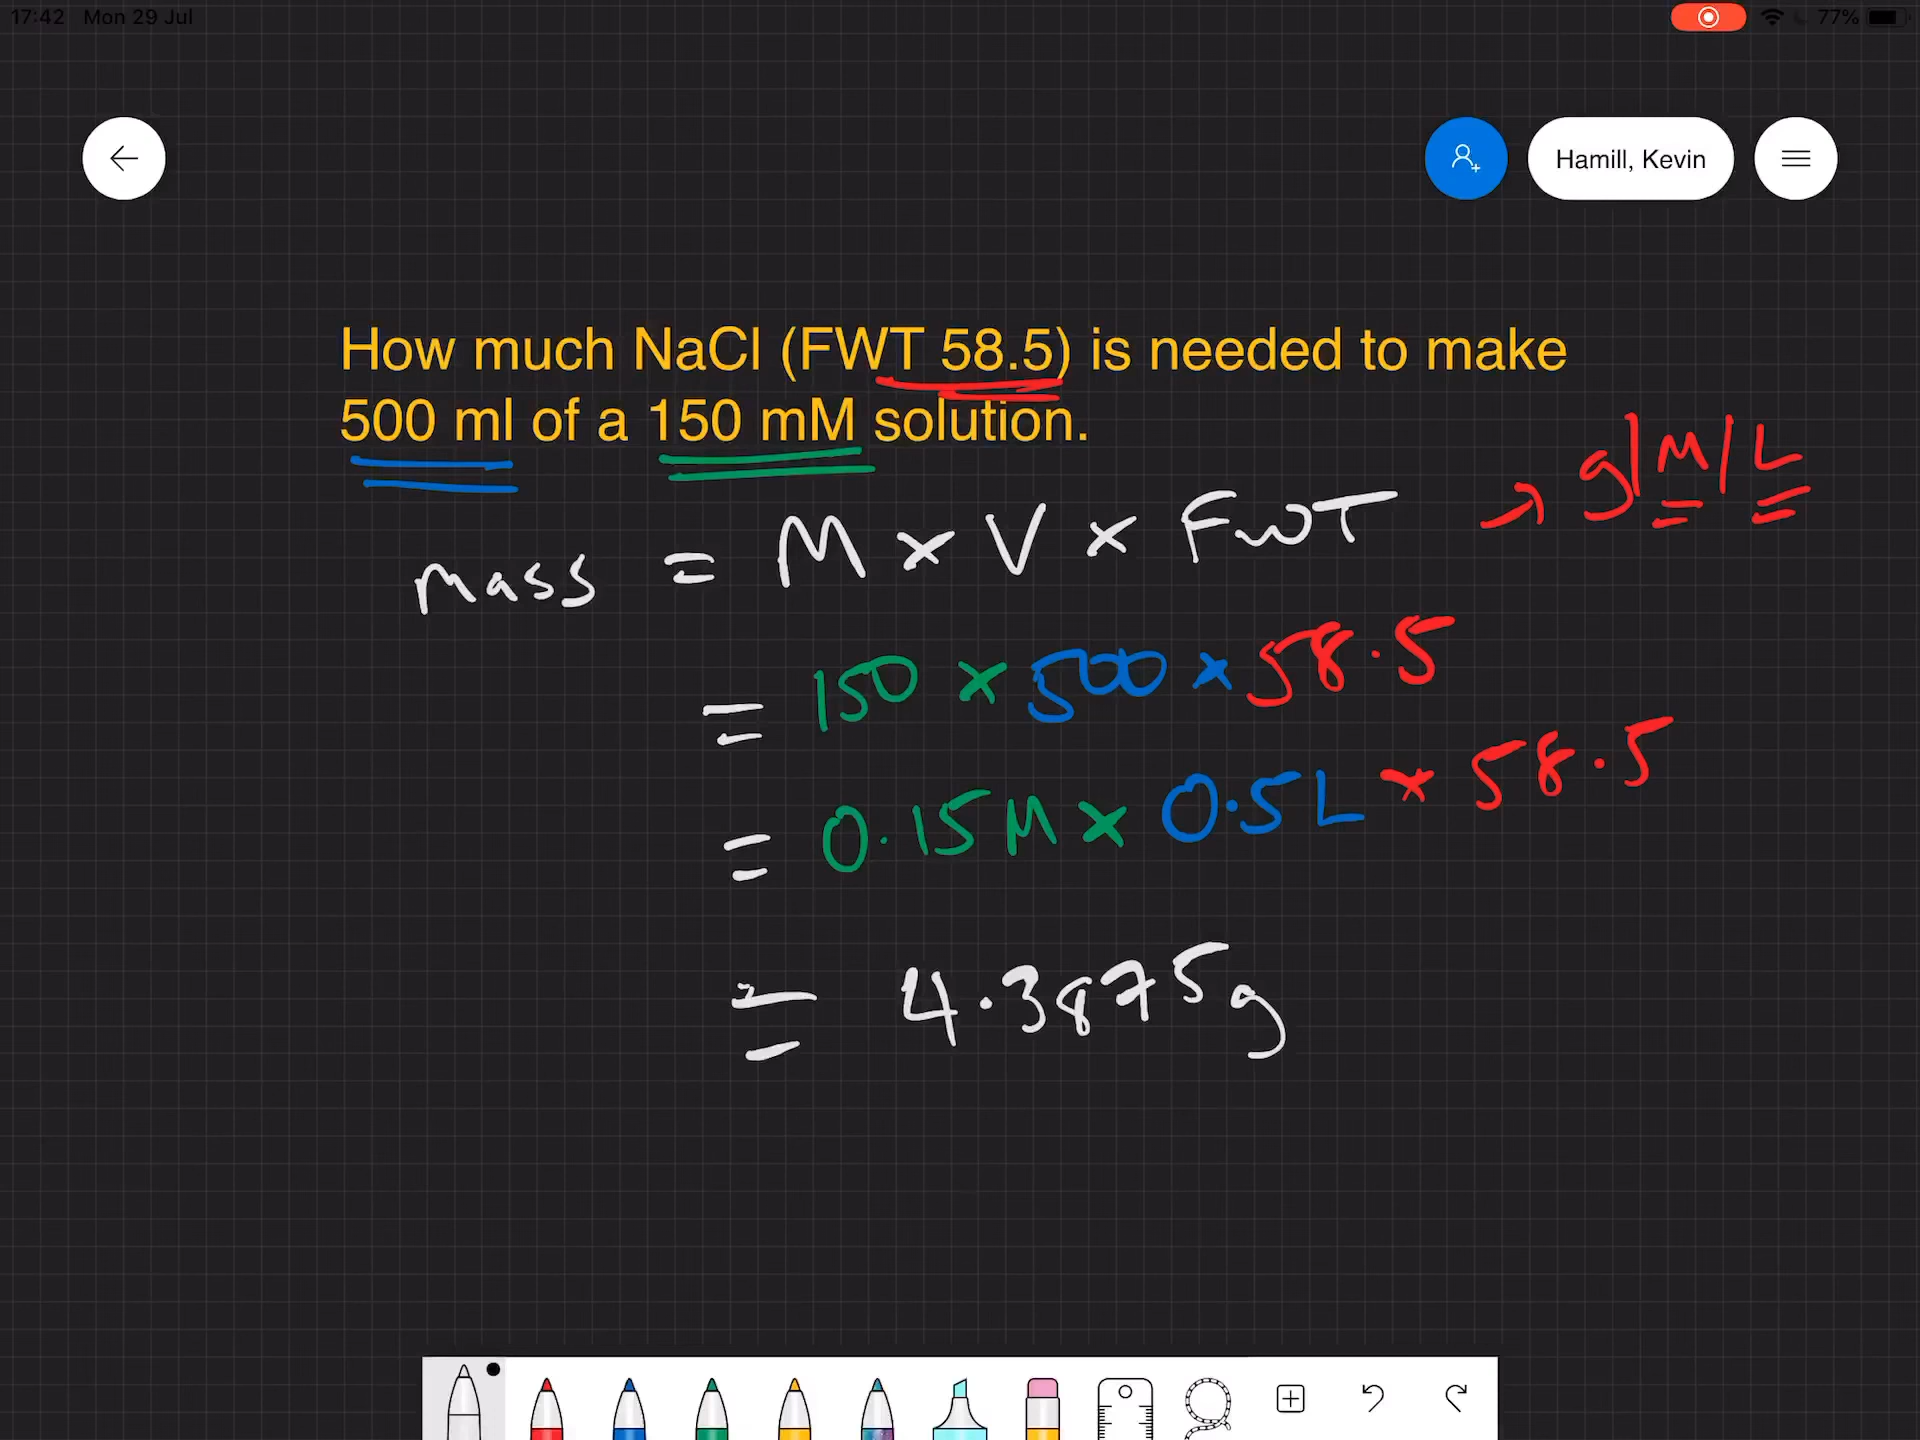 17:42 Mon 29 Jul
77%
Hamill, Kevin
How much NaCl (FWT 58.5) is needed to make
500 ml of a 150 mM solution.
→ g/M/L
Mass = M x V x FWT
= 150 x 500 x 58.5
= 0.15M x 0.5L x 58.5
= 4.3875g